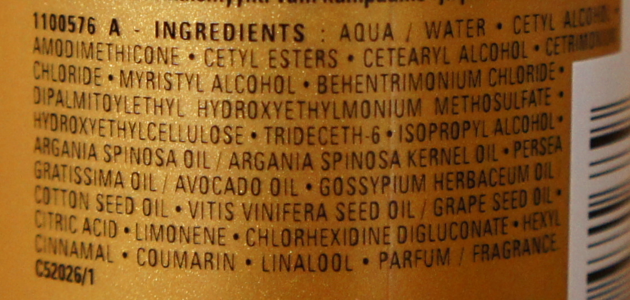 1100576 A - INGREDIENTS : AQUA / WATER • CETYL ALCOHOL •
AMODIMETHICONE • CETYL ESTERS • CETEARYL ALCOHOL • CETRIMONIUM
CHLORIDE • MYRISTYL ALCOHOL • BEHENTRIMONIUM CHLORIDE •
DIPALMITOYLETHYL HYDROXYETHYLMONIUM METHOSULFATE •
HYDROXYETHYLCELLULOSE • TRIDECETH-6 • ISOPROPYL ALCOHOL •
ARGANIA SPINOSA OIL / ARGANIA SPINOSA KERNEL OIL • PERSEA
GRATISSIMA OIL / AVOCADO OIL • GOSSYPIUM HERBACEUM OIL /
COTTON SEED OIL • VITIS VINIFERA SEED OIL / GRAPE SEED OIL •
CITRIC ACID • LIMONENE • CHLORHEXIDINE DIGLUCONATE • HEXYL
CINNAMAL • COUMARIN • LINALOOL • PARFUM / FRAGRANCE
C52026/1